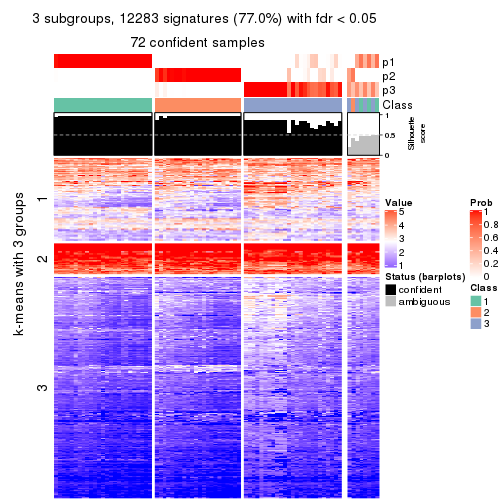 3 subgroups, 12283 signatures (77.0%) with fdr < 0.05
72 confident samples
p1
p2
p3
Class
1
0.5
0
Silhouette
score
k-means with 3 groups
1
2
3
Value
5
4
3
2
1
Status (barplots)
confident
ambiguous
Prob
1
0.8
0.6
0.4
0.2
0
Class
1
2
3